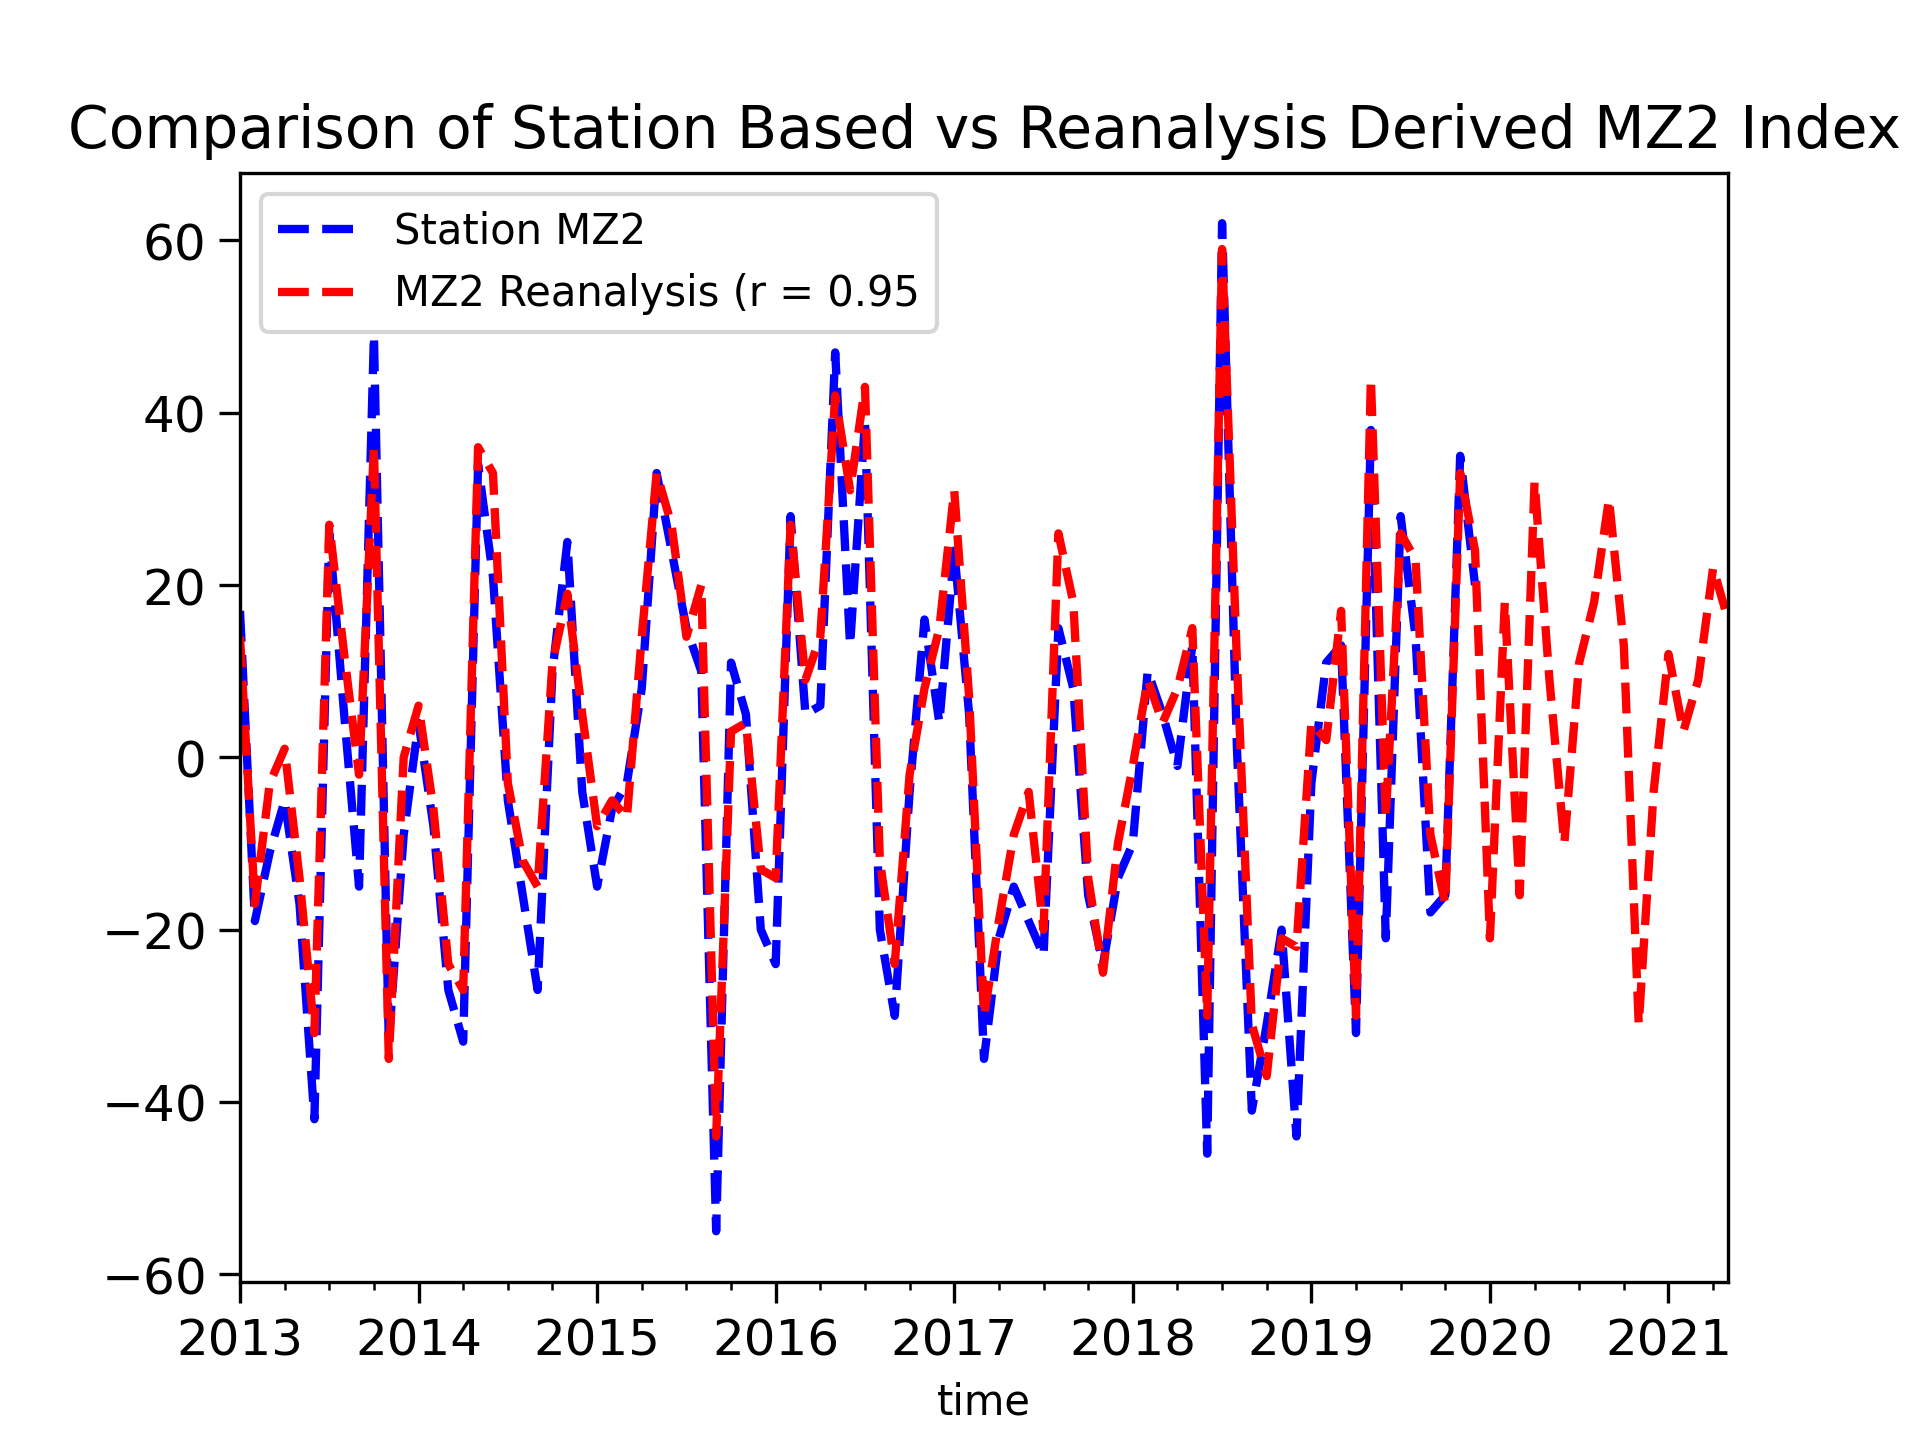 Comparison of Station Based vs Reanalysis Derived MZ2 Index
Station MZ2
MZ2 Reanalysis (r = 0.95
60
40
20
0
−20
−40
−60
2013 2014 2015 2016 2017 2018 2019 2020 2021
time